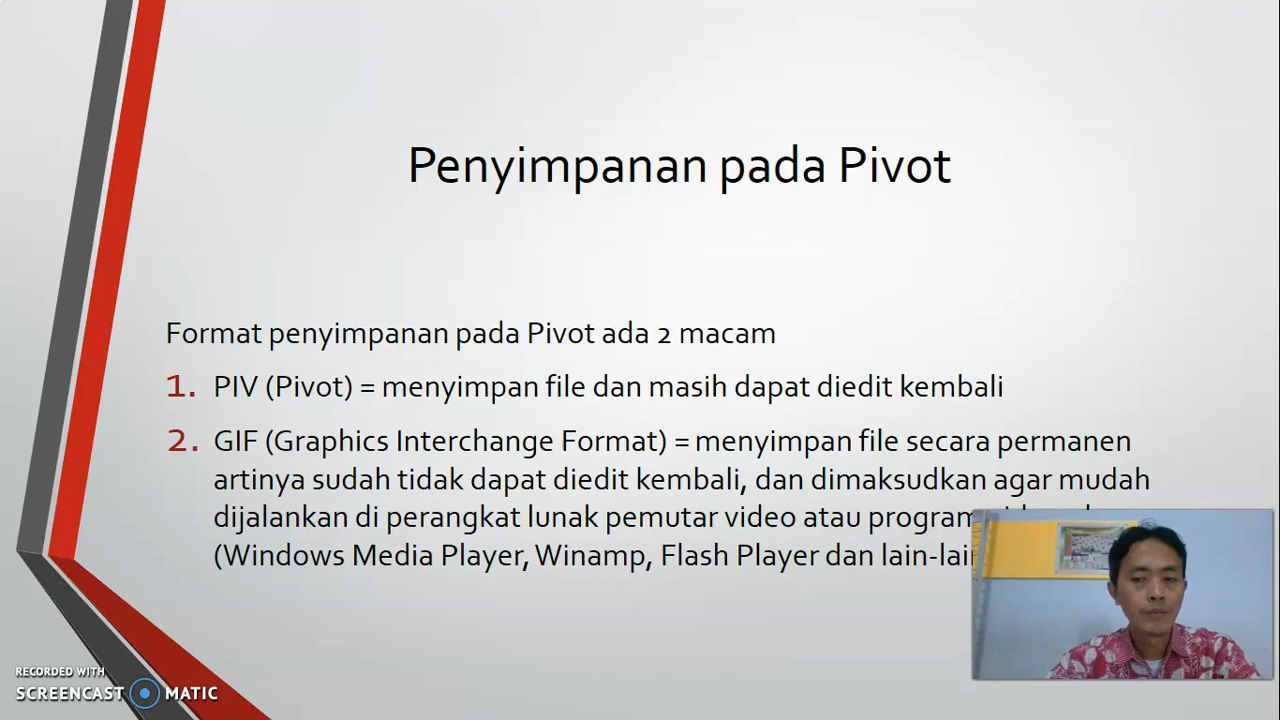 Penyimpanan pada Pivot
Format penyimpanan pada Pivot ada 2 macam
1. PIV (Pivot) = menyimpan file dan masih dapat diedit kembali
2. GIF (Graphics Interchange Format) = menyimpan file secara permanen
artinya sudah tidak dapat diedit kembali, dan dimaksudkan agar mudah
dijalankan di perangkat lunak pemutar video atau program
(Windows Media Player, Winamp, Flash Player dan lain-lain
RECORDED WITH
SCREENCAST MATIC